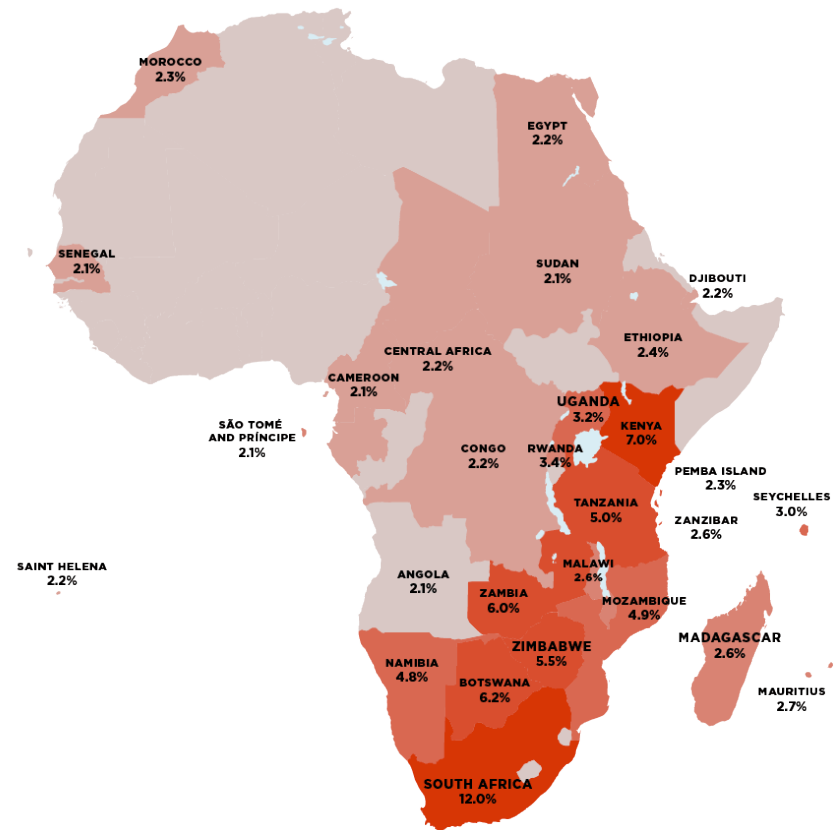 MOROCCO
2.3%
EGYPT
2.2%
SENEGAL
2.1%
SUDAN
2.1%
DJIBOUTI
2.2%
ETHIOPIA
2.4%
CENTRAL AFRICA
2.2%
CAMEROON
2.1%
UGANDA
3.2%
KENYA
7.0%
SÃO TOMÉ
AND PRÍNCIPE
2.1%
CONGO
2.2%
RWANDA
3.4%
PEMBA ISLAND
2.3%
SEYCHELLES
3.0%
TANZANIA
5.0%
ZANZIBAR
2.6%
SAINT HELENA
2.2%
ANGOLA
2.1%
MALAWI
2.6%
ZAMBIA
6.0%
MOZAMBIQUE
4.9%
MADAGASCAR
2.6%
ZIMBABWE
5.5%
NAMIBIA
4.8%
BOTSWANA
6.2%
MAURITIUS
2.7%
SOUTH AFRICA
12.0%